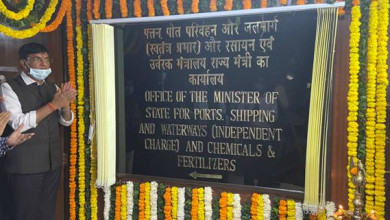 पत्तन, पोत परिवहन और जलमार्ग
(स्वतंत्र प्रभार) और रसायन एवं
उर्वरक मंत्रालय राज्य मंत्री का
कार्यालय
OFFICE OF THE MINISTER OF
STATE FOR PORTS, SHIPPING
AND WATERWAYS (INDEPENDENT
CHARGE) AND CHEMICALS &
FERTILIZERS